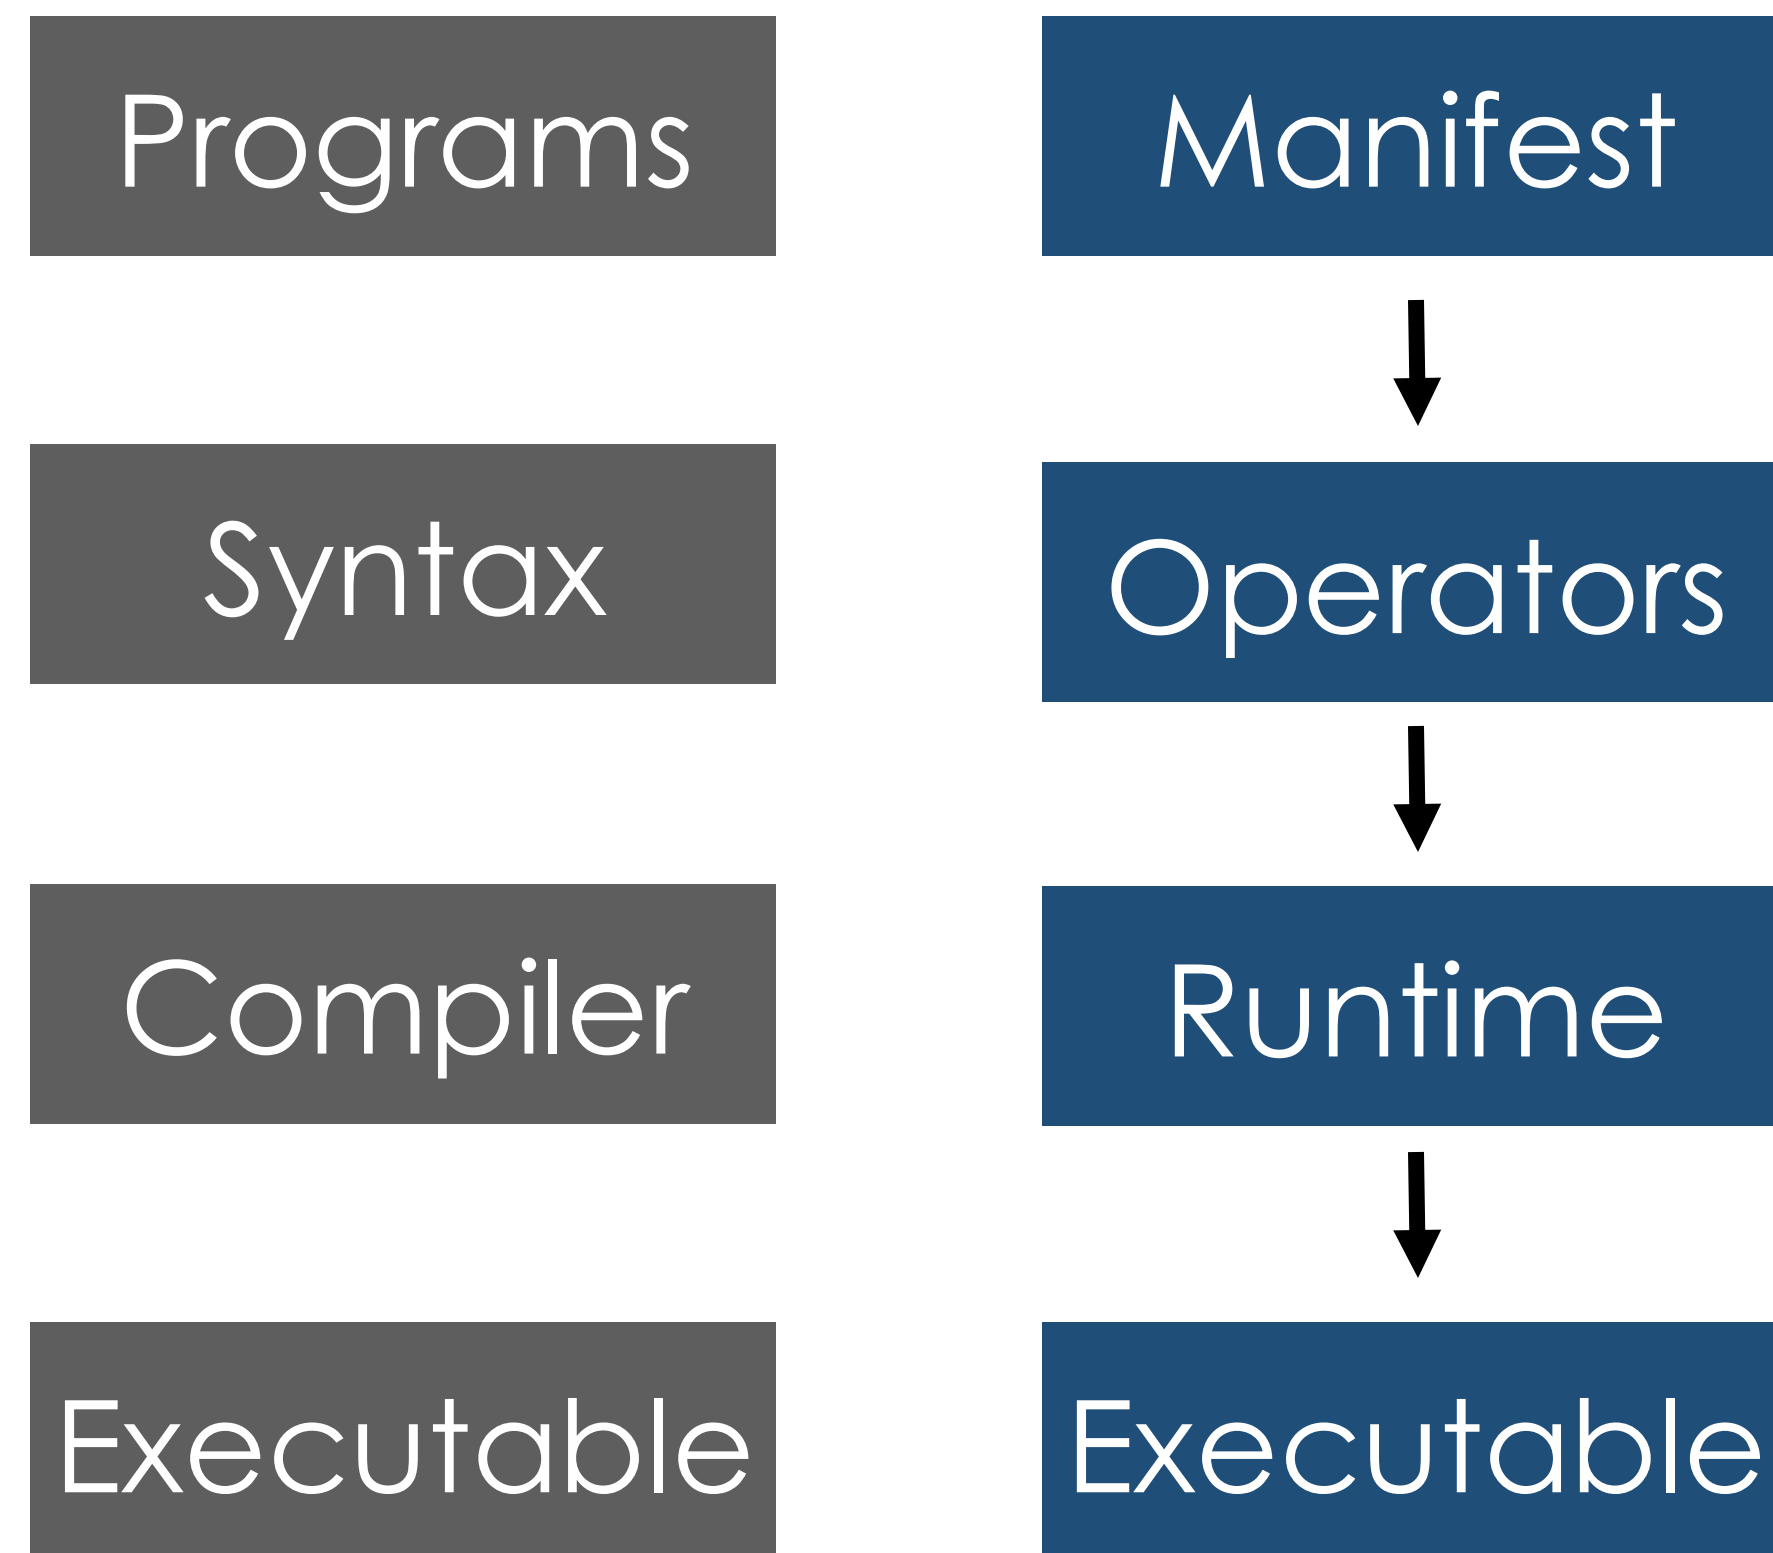 Programs
Manifest
Syntax
Operators
Compiler
Runtime
Executable
Executable